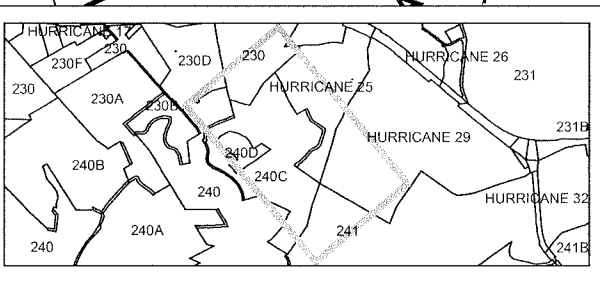 HURRICANE 17
230
230D
230
HURRICANE 26
230F
231
230
230A
230B
HURRICANE 25
231B
HURRICANE 29
240D
240B
240C
240
HURRICANE 32
240A
241
240
241B